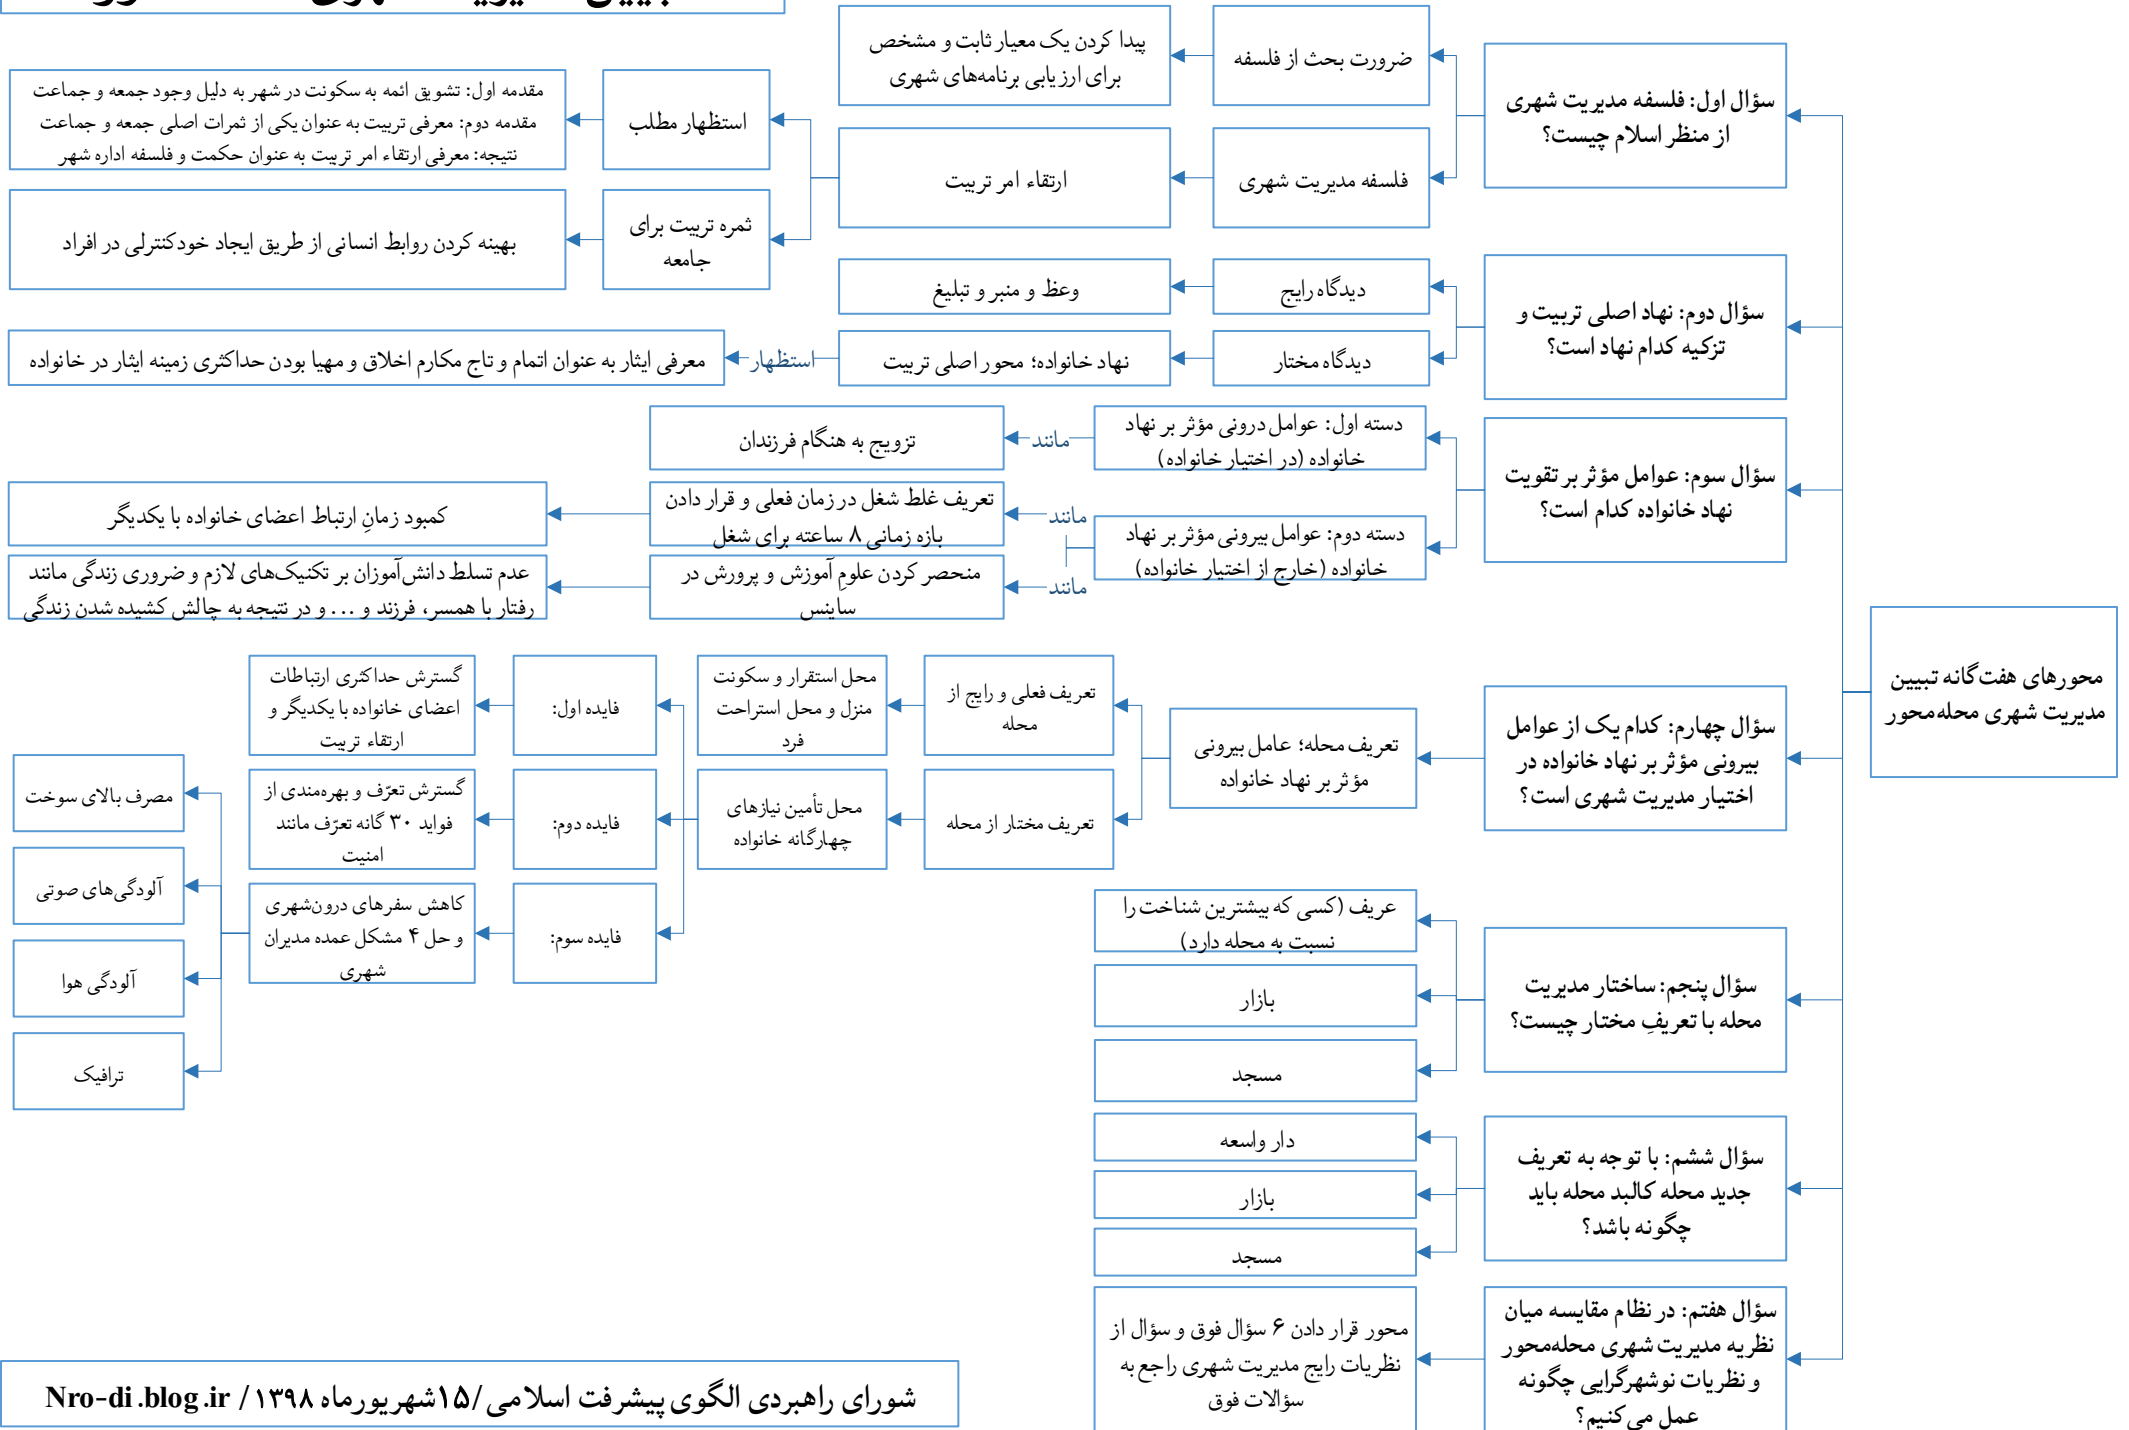 محورهای هفت‌گانه تبیین
مدیریت شهری محله‌محور
سؤال اول: فلسفه مدیریت شهری
از منظر اسلام چیست؟
ضرورت بحث از فلسفه
پیدا کردن یک معیار ثابت و مشخص
برای ارزیابی برنامه‌های شهری
فلسفه مدیریت شهری
ارتقاء امر تربیت
استظهار مطلب
مقدمه اول: تشویق ائمه به سکونت در شهر به دلیل وجود جمعه و جماعت
مقدمه دوم: معرفی تربیت به عنوان یکی از ثمرات اصلی جمعه و جماعت
نتیجه: معرفی ارتقاء امر تربیت به عنوان حکمت و فلسفه اداره شهر
ثمره تربیت برای
جامعه
بهینه کردن روابط انسانی از طریق ایجاد خودکنترلی در افراد
سؤال دوم: نهاد اصلی تربیت و
تزکیه کدام نهاد است؟
دیدگاه رایج
وعظ و منبر و تبلیغ
دیدگاه مختار
نهاد خانواده؛ محور اصلی تربیت
استظهار
معرفی ایثار به عنوان اتمام و تاج مکارم اخلاق و مهیا بودن حداکثری زمینه ایثار در خانواده
سؤال سوم: عوامل مؤثر بر تقویت
نهاد خانواده کدام است؟
دسته اول: عوامل درونی مؤثر بر نهاد
خانواده (در اختیار خانواده)
مانند
تزویج به هنگام فرزندان
دسته دوم: عوامل بیرونی مؤثر بر نهاد
خانواده (خارج از اختیار خانواده)
مانند
تعریف غلط شغل در زمان فعلی و قرار دادن
بازه زمانی ۸ ساعته برای شغل
کمبود زمانِ ارتباط اعضای خانواده با یکدیگر
مانند
منحصر کردن علومِ آموزش و پرورش در
ساینس
عدم تسلط دانش‌آموزان بر تکنیک‌های لازم و ضروری زندگی مانند
رفتار با همسر، فرزند و ... و در نتیجه به چالش کشیده شدن زندگی
سؤال چهارم: کدام یک از عوامل
بیرونی مؤثر بر نهاد خانواده در
اختیار مدیریت شهری است؟
تعریف محله؛ عامل بیرونی
مؤثر بر نهاد خانواده
تعریف فعلی و رایج از
محله
محل استقرار و سکونت
منزل و محل استراحت
فرد
تعریف مختار از محله
محل تأمین نیازهای
چهارگانه خانواده
فایده اول:
گسترش حداکثری ارتباطات
اعضای خانواده با یکدیگر و
ارتقاء تربیت
فایده دوم:
گسترش تعرّف و بهره‌مندی از
فواید ۳۰ گانه تعرّف مانند
امنیت
فایده سوم:
کاهش سفرهای درون‌شهری
و حل ۴ مشکل عمده مدیران
شهری
مصرف بالای سوخت
آلودگی‌های صوتی
آلودگی هوا
ترافیک
سؤال پنجم: ساختار مدیریت
محله با تعریفِ مختار چیست؟
عریف (کسی که بیشترین شناخت را
نسبت به محله دارد)
بازار
مسجد
سؤال ششم: با توجه به تعریف
جدید محله کالبد محله باید
چگونه باشد؟
دار واسعه
بازار
مسجد
سؤال هفتم: در نظام مقایسه میان
نظریه مدیریت شهری محله‌محور
و نظریات نوشهرگرایی چگونه
عمل می‌کنیم؟
محور قرار دادن ۶ سؤال فوق و سؤال از
نظریات رایج مدیریت شهری راجع به
سؤالات فوق
شورای راهبردی الگوی پیشرفت اسلامی /۱۵شهریورماه ۱۳۹۸ / Nro-di.blog.ir